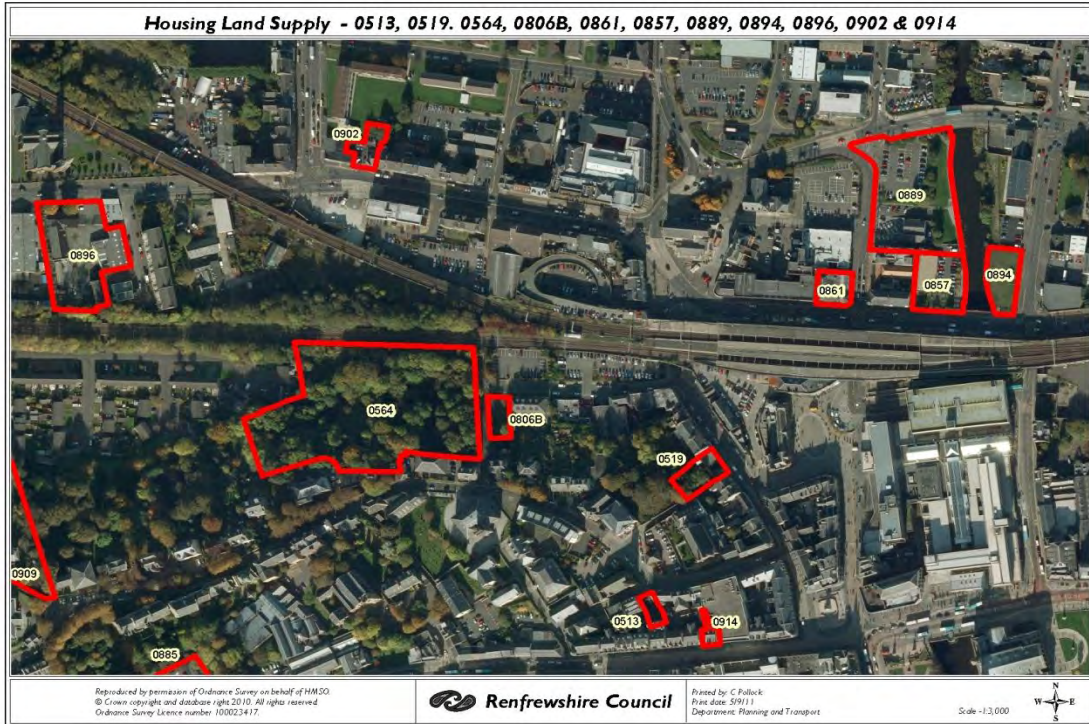 Housing Land Supply - 0513, 0519. 0564, 0806B, 0861, 0857, 0889, 0894, 0896, 0902 & 0914
0902
0889
0896
0894
0861
0857
0564
0806B
0519
0909
0513
0914
0885
Reproduced by permission of Ordnance Survey on behalf of HMSO.
© Crown copyright and database right 2010. All rights reserved.
Ordnance Survey Licence number 100023417.
Renfrewshire Council
Printed by: C Pollock
Print date: 5/9/11
Department: Planning and Transport
Scale -1:3,000
N
W E
S